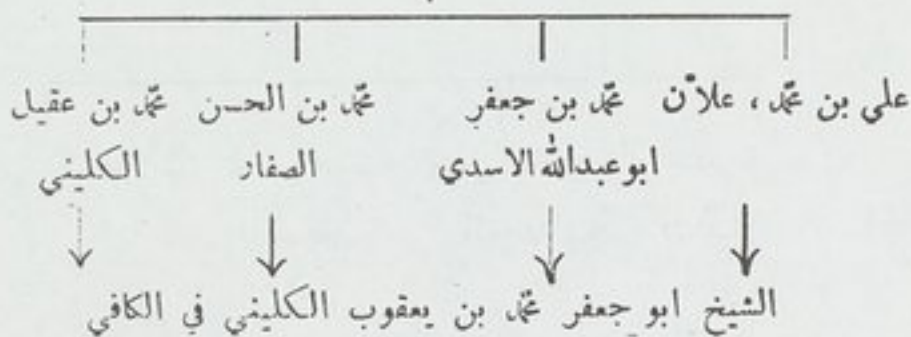 علي بن محمد ، علاّن محمد بن جعفر محمد بن الحسن محمد بن عقيل
ابو عبدالله الاسدي الصفار الكليني
الشيخ ابو جعفر محمد بن يعقوب الكليني في الكافي